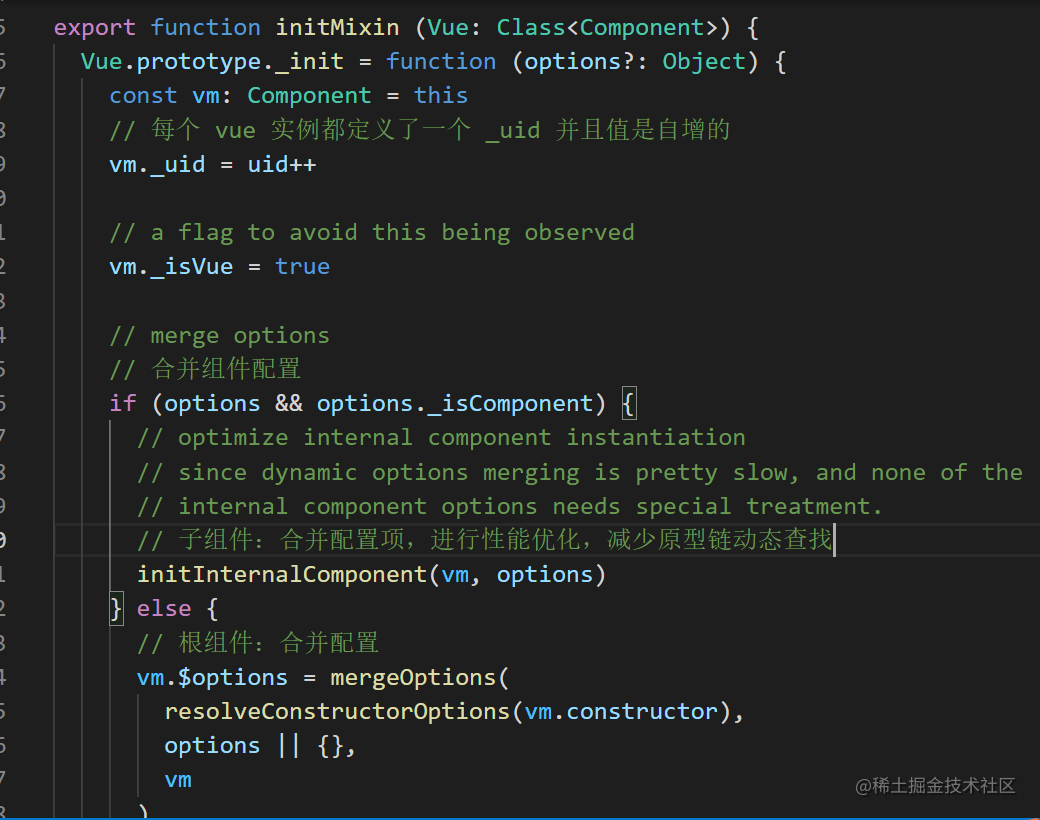 export function initMixin (Vue: Class<Component>) {
Vue.prototype._init = function (options?: Object) {
const vm: Component = this
// 每个 vue 实例都定义了一个 _uid 并且值是自增的
vm._uid = uid++
// a flag to avoid this being observed
vm._isVue = true
// merge options
// 合并组件配置
if (options && options._isComponent) {
// optimize internal component instantiation
// since dynamic options merging is pretty slow, and none of the
// internal component options needs special treatment.
// 子组件：合并配置项，进行性能优化，减少原型链动态查找
initInternalComponent(vm, options)
} else {
// 根组件：合并配置
vm.$options = mergeOptions(
resolveConstructorOptions(vm.constructor),
options || {},
vm
)
@稀土掘金技术社区